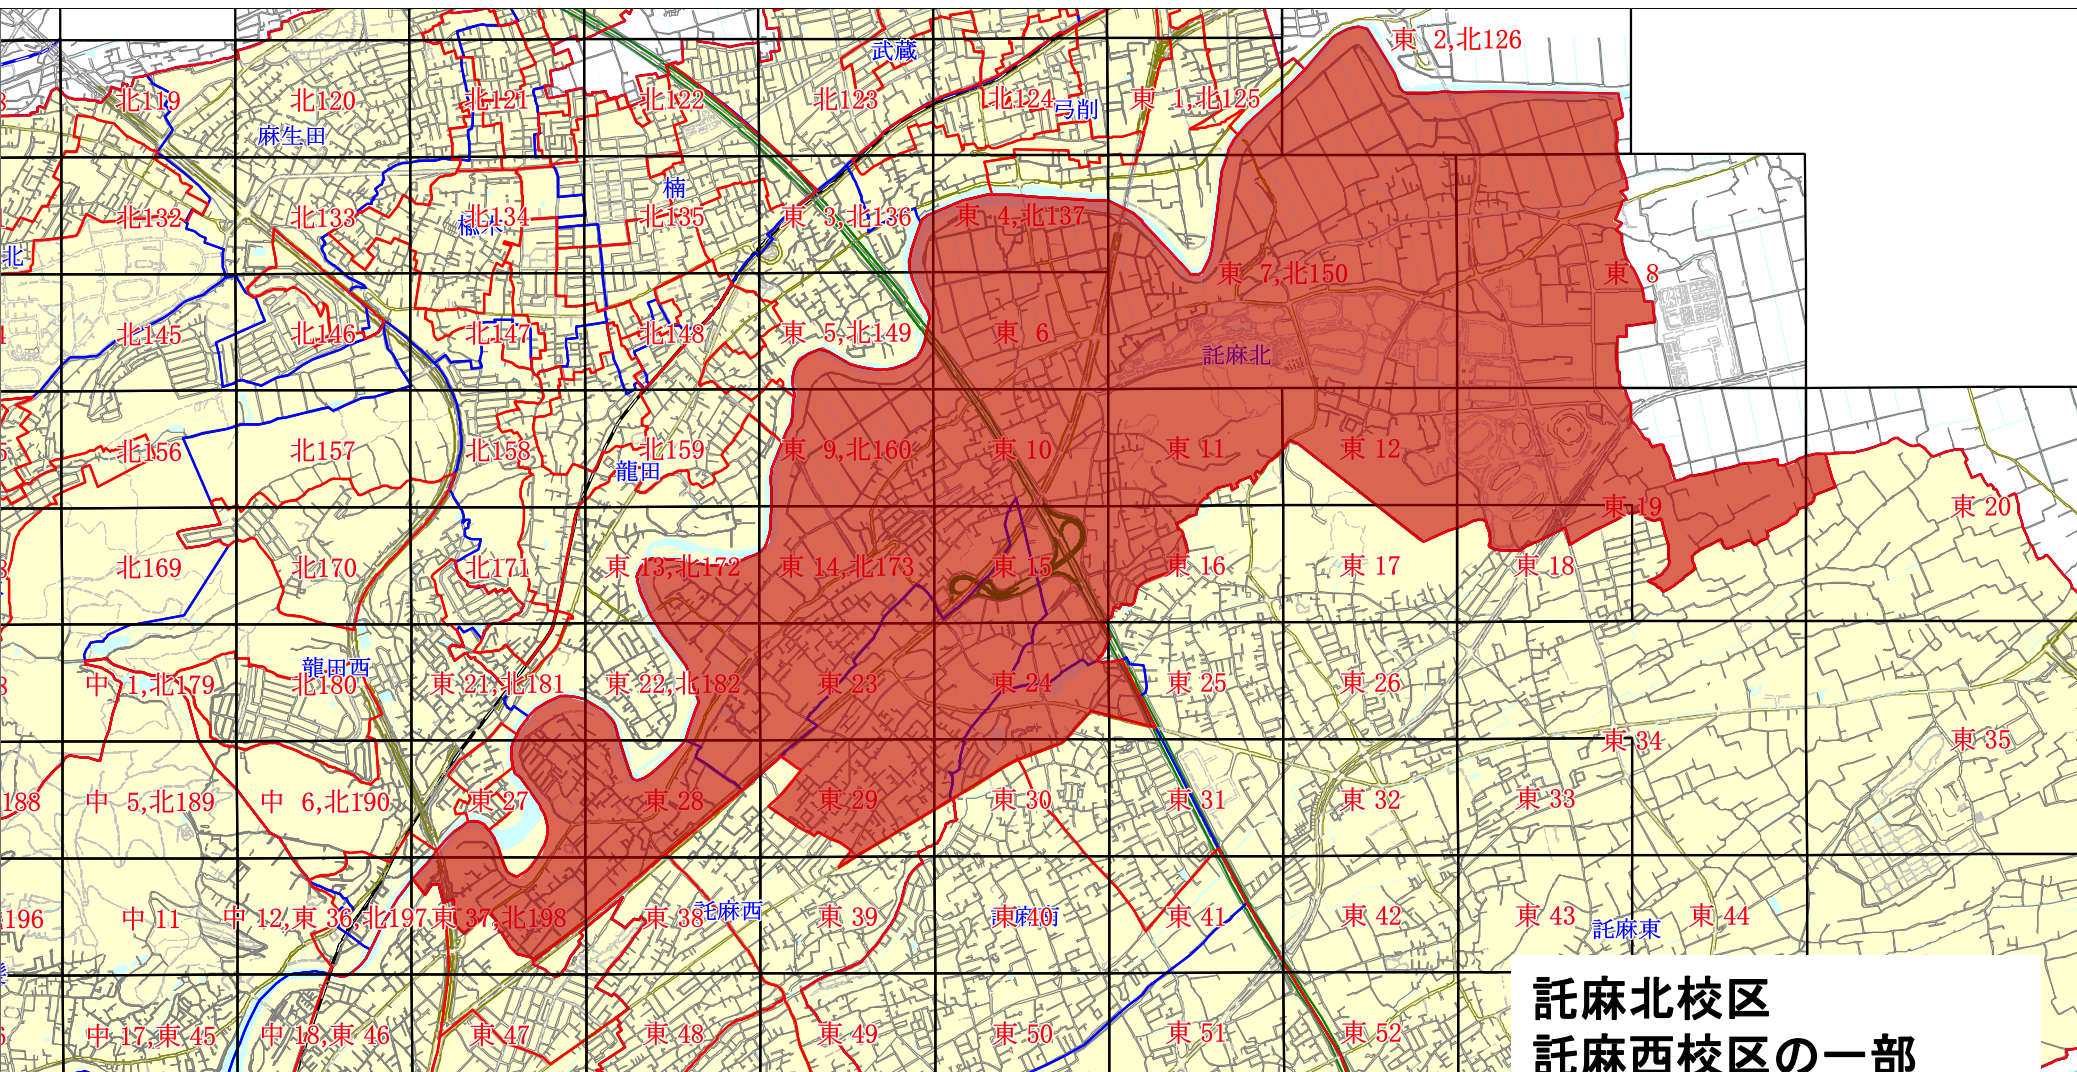 東 2,北126
武蔵
北119
北120
北121
北122
北123
北124
弓削
東 1,北125
麻生田
楠
北132
北133
北134
北135
東 3,北136
東 4,北137
北
東 7,北150
東 8
北145
北146
北147
北148
東 5,北149
東 6
託麻北
北156
北157
北158
北159
龍田
東 9,北160
東 10
東 11
東 12
東 19
東 20
北169
北170
北171
東 13,北172
東 14,北173
東 15
東 16
東 17
東 18
龍田西
中 1,北179
北180
東 21,北181
東 22,北182
東 23
東 24
東 25
東 26
東 34
東 35
188
中 5,北189
中 6,北190
東 27
東 28
東 29
東 30
東 31
東 32
東 33
196
中 11
中 12,東 36,北197
東 37,北198
東 38
託麻西
東 39
東 40
東 41
東 42
東 43
託麻東
東 44
中 17,東 45
中 18,東 46
東 47
東 48
東 49
東 50
東 51
東 52
託麻北校区
託麻西校区の一部